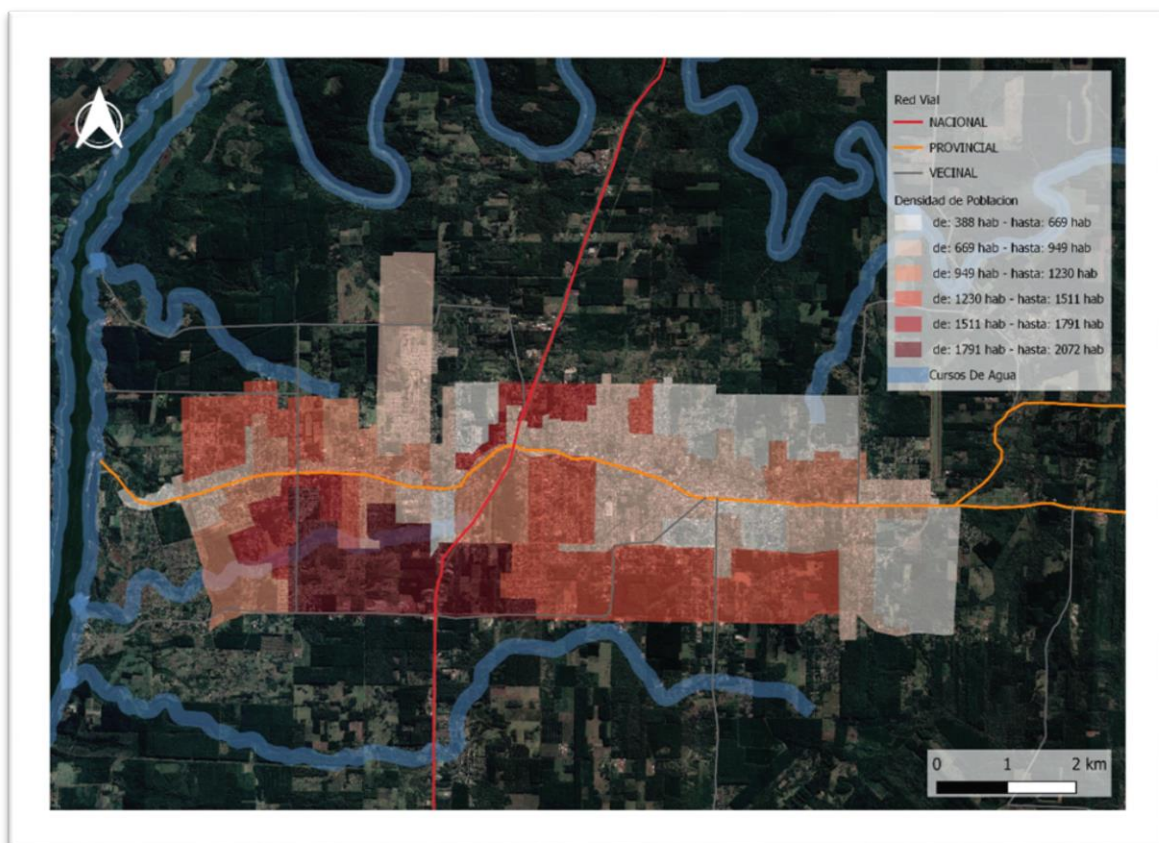 Red Vial
NACIONAL
PROVINCIAL
VECINAL
Densidad de Poblacion
de: 388 hab - hasta: 669 hab
de: 669 hab - hasta: 949 hab
de: 949 hab - hasta: 1230 hab
de: 1230 hab - hasta: 1511 hab
de: 1511 hab - hasta: 1791 hab
de: 1791 hab - hasta: 2072 hab
Cursos De Agua
0 1 2 km